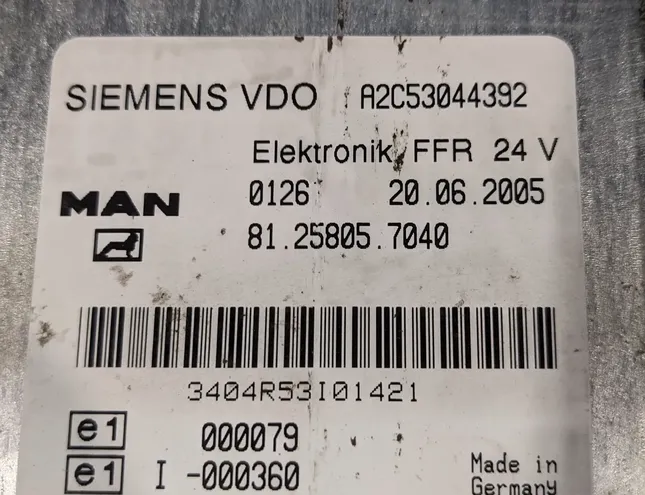 SIEMENS VDO A2C53044392
Elektronik FFR 24 V
MAN 0126 20.06.2005
81.25805.7040
3404R53I01421
e1 000079
e1 I -000360 Made in
Germany